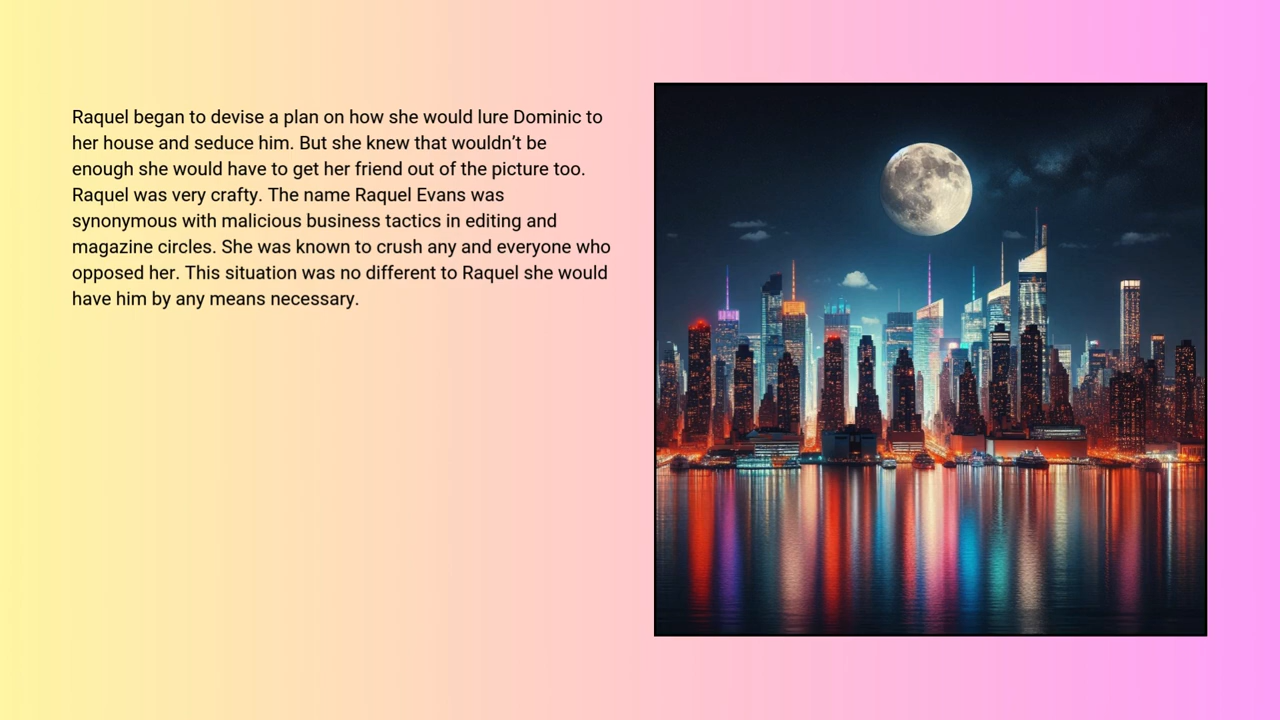 Raquel began to devise a plan on how she would lure Dominic to
her house and seduce him. But she knew that wouldn’t be
enough she would have to get her friend out of the picture too.
Raquel was very crafty. The name Raquel Evans was
synonymous with malicious business tactics in editing and
magazine circles. She was known to crush any and everyone who
opposed her. This situation was no different to Raquel she would
have him by any means necessary.